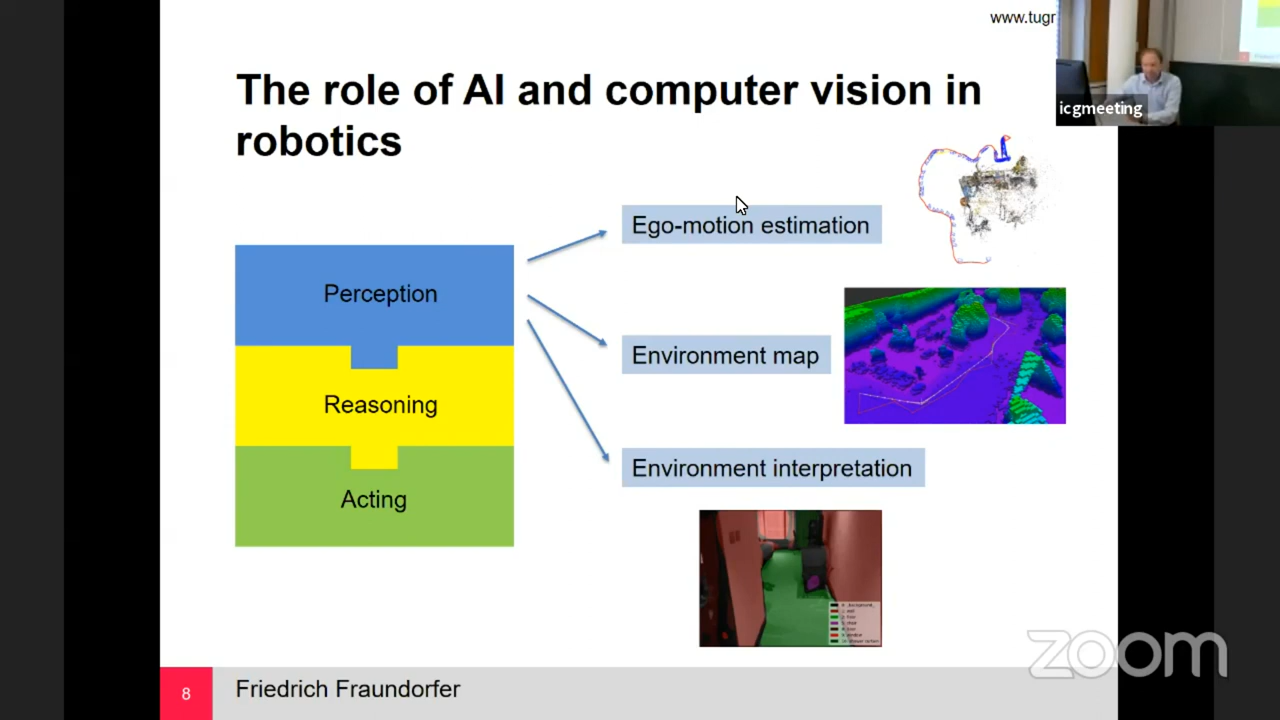 www.tugr
icgmeeting
The role of AI and computer vision in
robotics
Ego-motion estimation
Perception
Environment map
Reasoning
Environment interpretation
Acting
zoom
8
Friedrich Fraundorfer